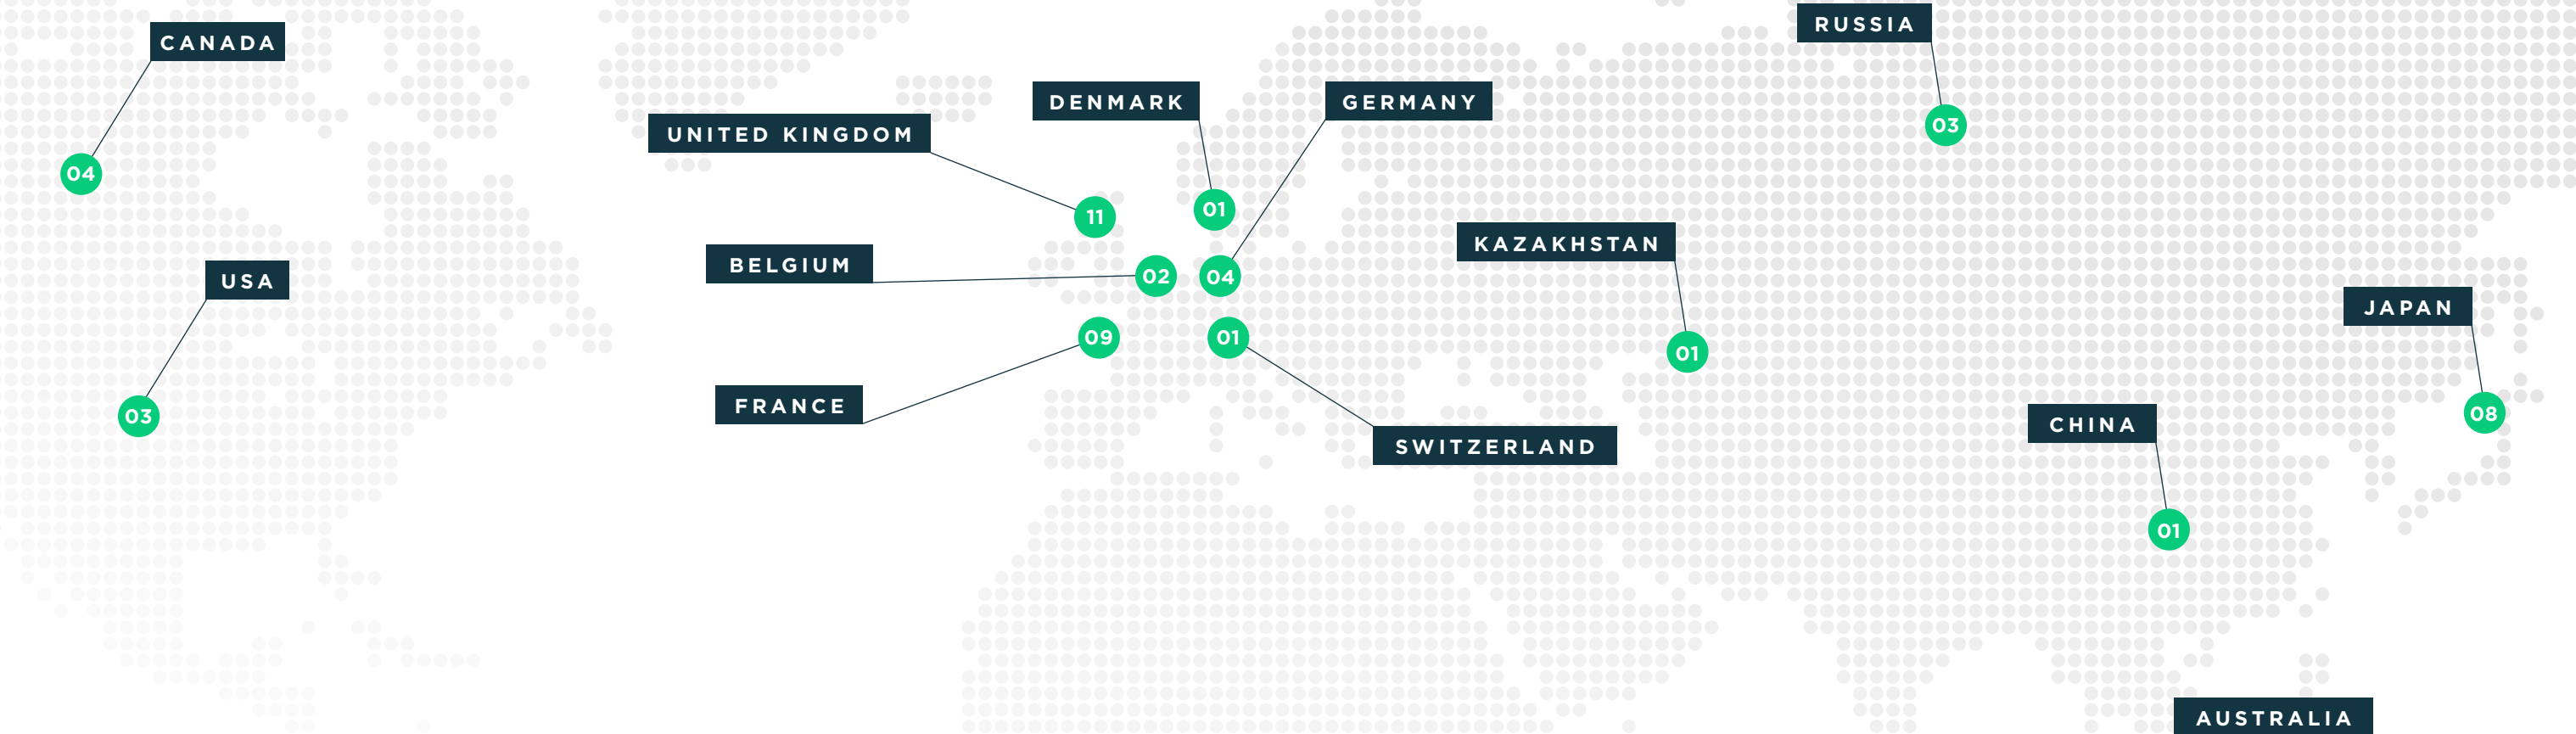 CANADA
04
USA
03
UNITED KINGDOM
11
DENMARK
01
GERMANY
04
BELGIUM
02
FRANCE
09
SWITZERLAND
01
KAZAKHSTAN
01
RUSSIA
03
JAPAN
08
CHINA
01
AUSTRALIA